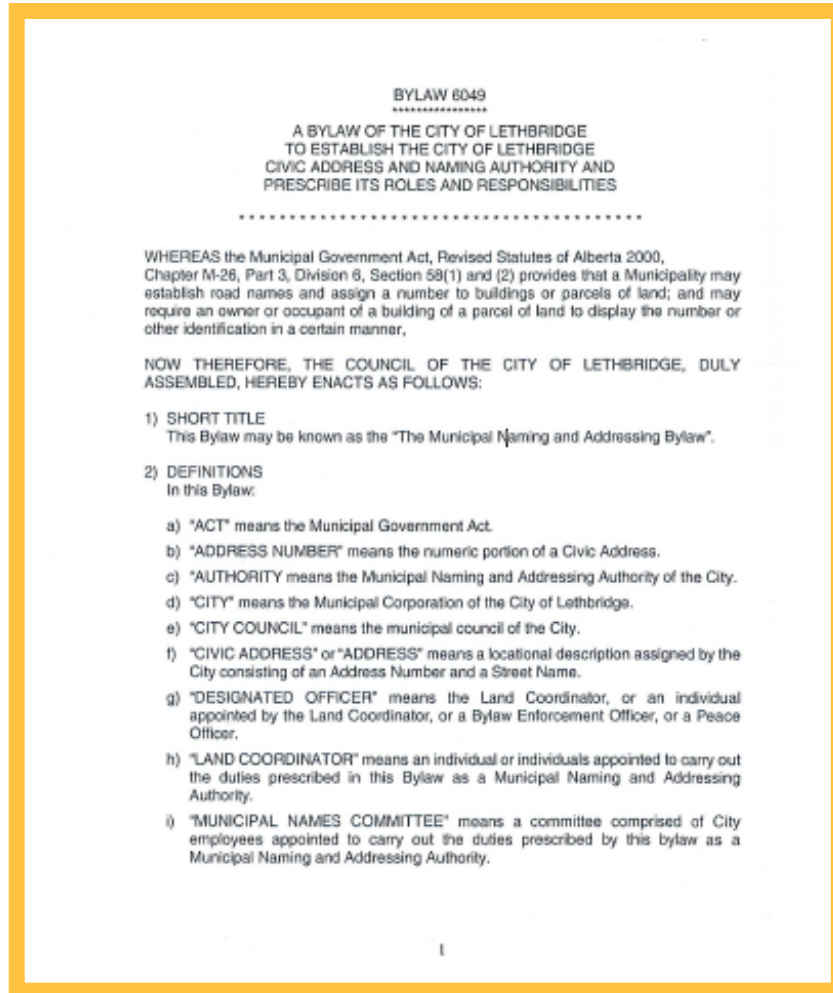 BYLAW 6049
****************
A BYLAW OF THE CITY OF LETHBRIDGE
TO ESTABLISH THE CITY OF LETHBRIDGE
CIVIC ADDRESS AND NAMING AUTHORITY AND
PRESCRIBE ITS ROLES AND RESPONSIBILITIES
* * * * * * * * * * * * * * * * * * * * * * * * * * * * * * * * * * * * * * * *
WHEREAS the Municipal Government Act, Revised Statutes of Alberta 2000,
Chapter M-26, Part 3, Division 6, Section 58(1) and (2) provides that a Municipality may
establish road names and assign a number to buildings or parcels of land; and may
require an owner or occupant of a building of a parcel of land to display the number or
other identification in a certain manner,
NOW THEREFORE, THE COUNCIL OF THE CITY OF LETHBRIDGE, DULY
ASSEMBLED, HEREBY ENACTS AS FOLLOWS:
1) SHORT TITLE
This Bylaw may be known as the "The Municipal Naming and Addressing Bylaw".
2) DEFINITIONS
In this Bylaw:
a) "ACT" means the Municipal Government Act.
b) "ADDRESS NUMBER" means the numeric portion of a Civic Address.
c) "AUTHORITY means the Municipal Naming and Addressing Authority of the City.
d) "CITY" means the Municipal Corporation of the City of Lethbridge.
e) "CITY COUNCIL" means the municipal council of the City.
f) "CIVIC ADDRESS" or "ADDRESS" means a locational description assigned by the
City consisting of an Address Number and a Street Name.
g) "DESIGNATED OFFICER" means the Land Coordinator, or an individual
appointed by the Land Coordinator, or a Bylaw Enforcement Officer, or a Peace
Officer.
h) "LAND COORDINATOR" means an individual or individuals appointed to carry out
the duties prescribed in this Bylaw as a Municipal Naming and Addressing
Authority.
i) "MUNICIPAL NAMES COMMITTEE" means a committee comprised of City
employees appointed to carry out the duties prescribed by this bylaw as a
Municipal Naming and Addressing Authority.
1